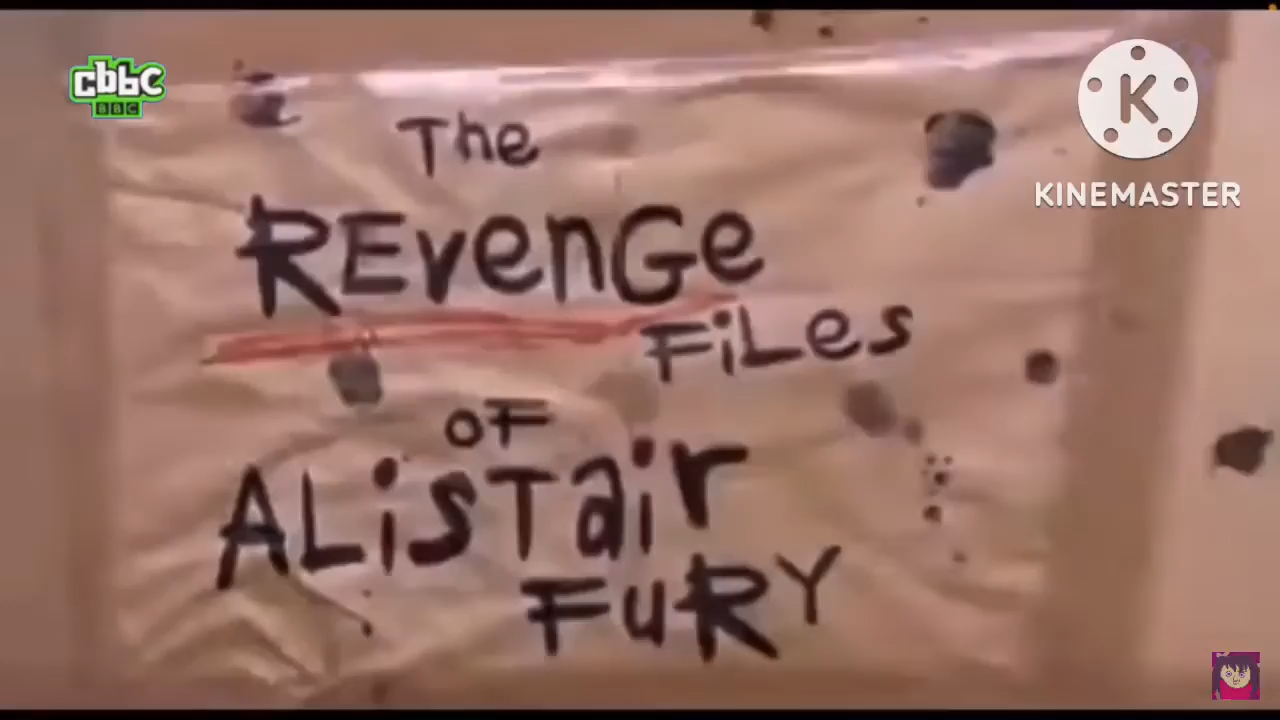 cbbc
BBC
K
KINEMASTER
The
REvenGe
FiLes
oF
ALisTair
FuRY